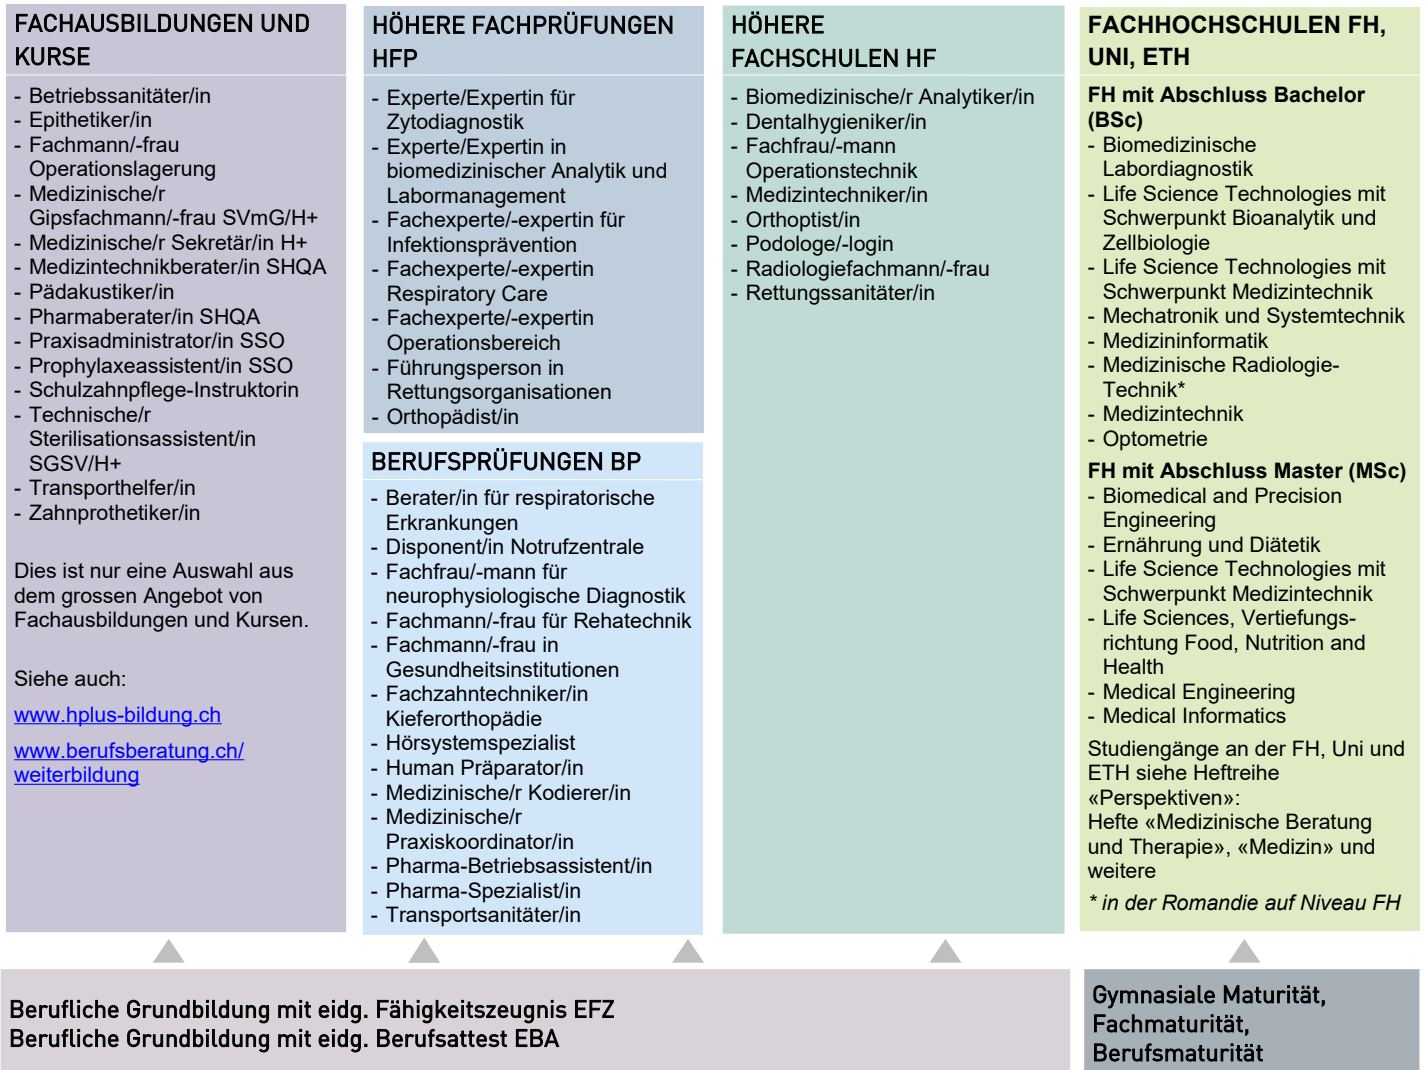 FACHAUSBILDUNGEN UND
KURSE
- Betriebssanitäter/in
- Epithetiker/in
- Fachmann/-frau
Operationslagerung
- Medizinische/r
Gipsfachmann/-frau SVmG/H+
- Medizinische/r Sekretär/in H+
- Medizintechnikberater/in SHQA
- Pädakustiker/in
- Pharmaberater/in SHQA
- Praxisadministrator/in SSO
- Prophylaxeassistent/in SSO
- Schulzahnpflege-Instruktorin
- Technische/r
Sterilisationsassistent/in
SGSV/H+
- Transporthelfer/in
- Zahnprothetiker/in
Dies ist nur eine Auswahl aus
dem grossen Angebot von
Fachausbildungen und Kursen.
Siehe auch:
www.hplus-bildung.ch
www.berufsberatung.ch/
weiterbildung
HÖHERE FACHPRÜFUNGEN
HFP
- Experte/Expertin für
Zytodiagnostik
- Experte/Expertin in
biomedizinischer Analytik und
Labormanagement
- Fachexperte/-expertin für
Infektionsprävention
- Fachexperte/-expertin
Respiratory Care
- Fachexperte/-expertin
Operationsbereich
- Führungsperson in
Rettungsorganisationen
- Orthopädist/in
BERUFSPRÜFUNGEN BP
- Berater/in für respiratorische
Erkrankungen
- Disponent/in Notrufzentrale
- Fachfrau/-mann für
neurophysiologische Diagnostik
- Fachmann/-frau für Rehatechnik
- Fachmann/-frau in
Gesundheitsinstitutionen
- Fachzahntechniker/in
Kieferorthopädie
- Hörsystemspezialist
- Human Präparator/in
- Medizinische/r Kodierer/in
- Medizinische/r
Praxiskoordinator/in
- Pharma-Betriebsassistent/in
- Pharma-Spezialist/in
- Transportsanitäter/in
HÖHERE
FACHSCHULEN HF
- Biomedizinische/r Analytiker/in
- Dentalhygieniker/in
- Fachfrau/-mann
Operationstechnik
- Medizintechniker/in
- Orthoptist/in
- Podologe/-login
- Radiologiefachmann/-frau
- Rettungssanitäter/in
FACHHOCHSCHULEN FH,
UNI, ETH
FH mit Abschluss Bachelor
(BSc)
- Biomedizinische
Labordiagnostik
- Life Science Technologies mit
Schwerpunkt Bioanalytik und
Zellbiologie
- Life Science Technologies mit
Schwerpunkt Medizintechnik
- Mechatronik und Systemtechnik
- Medizininformatik
- Medizinische Radiologie-
Technik*
- Medizintechnik
- Optometrie
FH mit Abschluss Master (MSc)
- Biomedical and Precision
Engineering
- Ernährung und Diätetik
- Life Science Technologies mit
Schwerpunkt Medizintechnik
- Life Sciences, Vertiefungs-
richtung Food, Nutrition and
Health
- Medical Engineering
- Medical Informatics
Studiengänge an der FH, Uni und
ETH siehe Heftreihe
«Perspektiven»:
Hefte «Medizinische Beratung
und Therapie», «Medizin» und
weitere
* in der Romandie auf Niveau FH
Berufliche Grundbildung mit eidg. Fähigkeitszeugnis EFZ
Berufliche Grundbildung mit eidg. Berufsattest EBA
Gymnasiale Maturität,
Fachmaturität,
Berufsmaturität